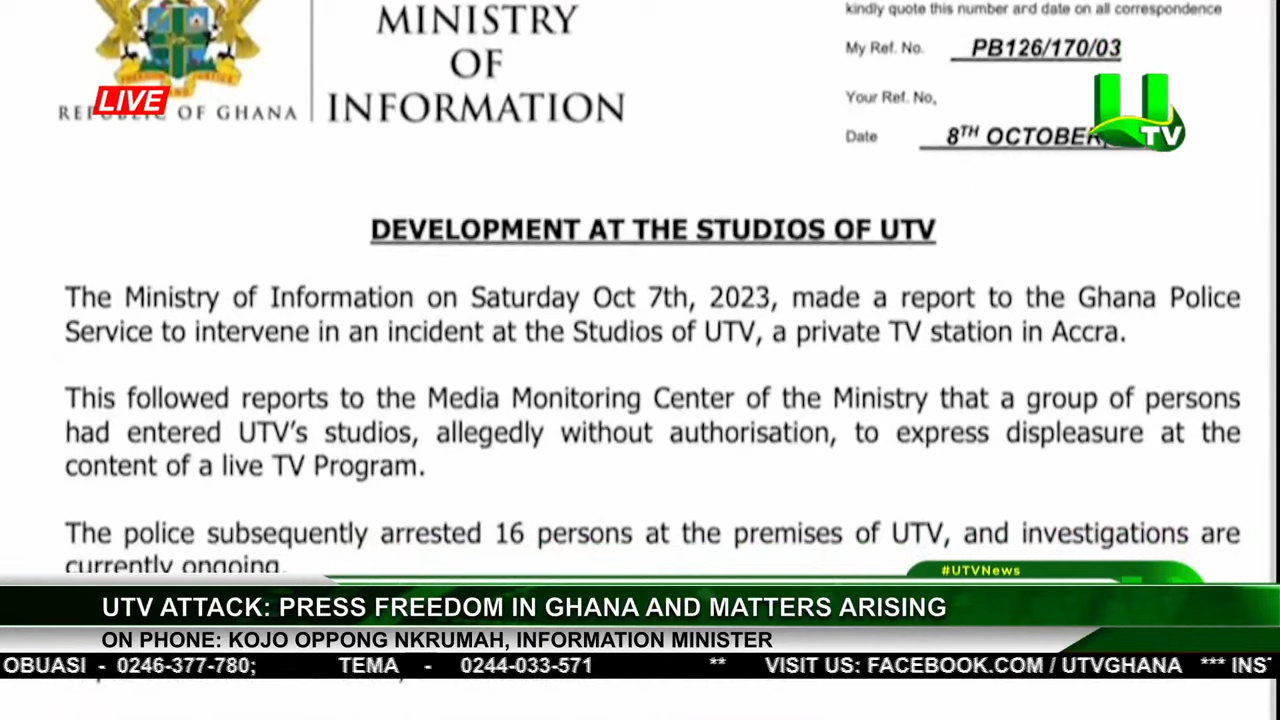 kindly quote this number and date on all correspondence
MINISTRY
OF
INFORMATION
REPUBLIC OF GHANA
LIVE
My Ref. No. PB126/170/03
Your Ref. No,
Date 8TH OCTOBER,
U
TV
DEVELOPMENT AT THE STUDIOS OF UTV
The Ministry of Information on Saturday Oct 7th, 2023, made a report to the Ghana Police
Service to intervene in an incident at the Studios of UTV, a private TV station in Accra.
This followed reports to the Media Monitoring Center of the Ministry that a group of persons
had entered UTV's studios, allegedly without authorisation, to express displeasure at the
content of a live TV Program.
The police subsequently arrested 16 persons at the premises of UTV, and investigations are
currently ongoing.
#UTVNews
UTV ATTACK: PRESS FREEDOM IN GHANA AND MATTERS ARISING
ON PHONE: KOJO OPPONG NKRUMAH, INFORMATION MINISTER
OBUASI - 0246-377-780; TEMA - 0244-033-571 ** VISIT US: FACEBOOK.COM / UTVGHANA *** INST